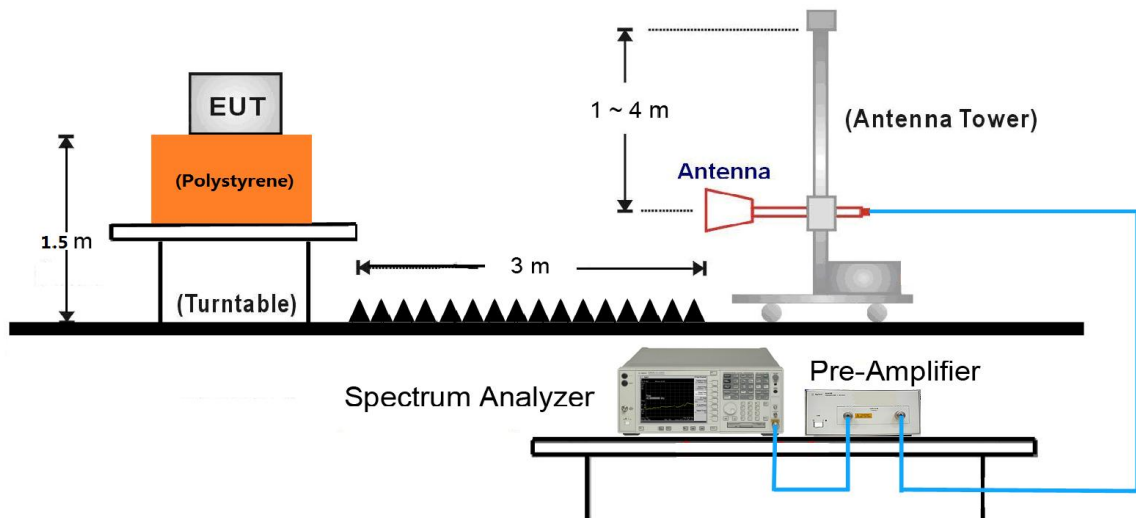 EUT
(Polystyrene)
1.5 m
(Turntable)
3 m
1 ~ 4 m
Antenna
(Antenna Tower)
Spectrum Analyzer
Pre-Amplifier